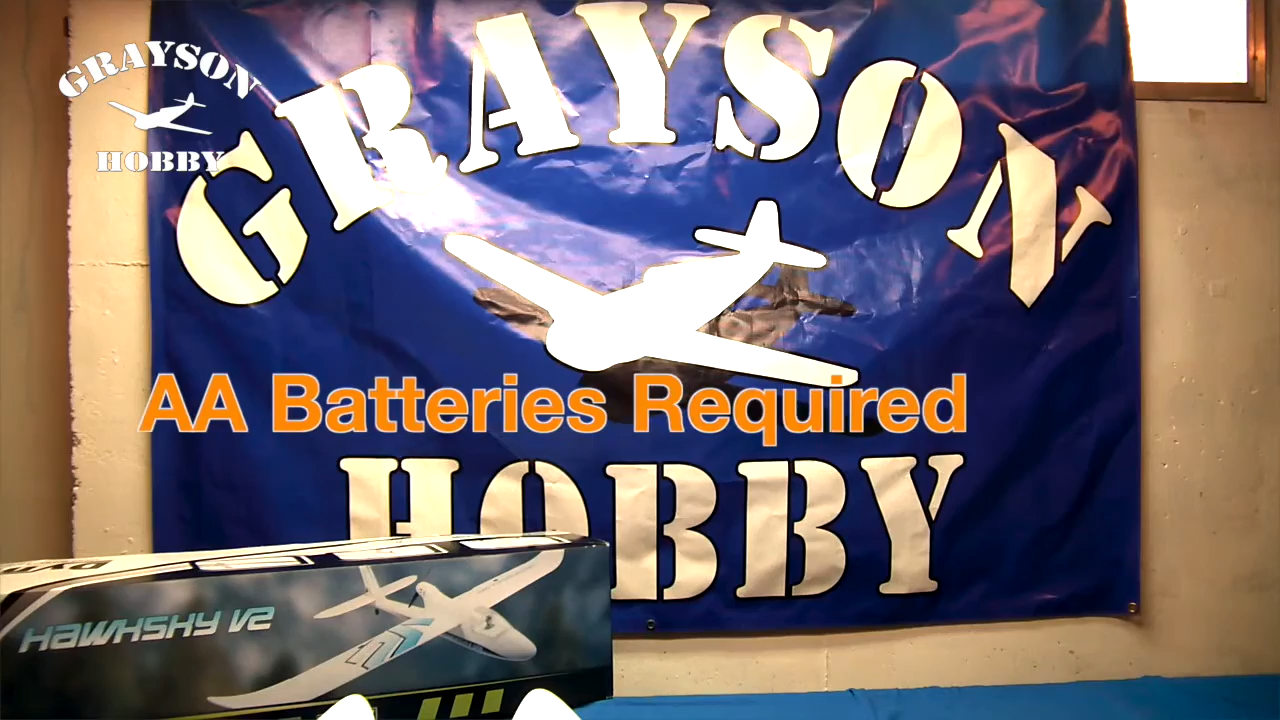 GRAYSON
HOBBY
GRAYSON
AA Batteries Required
HOBBY
HAWKSKY V2